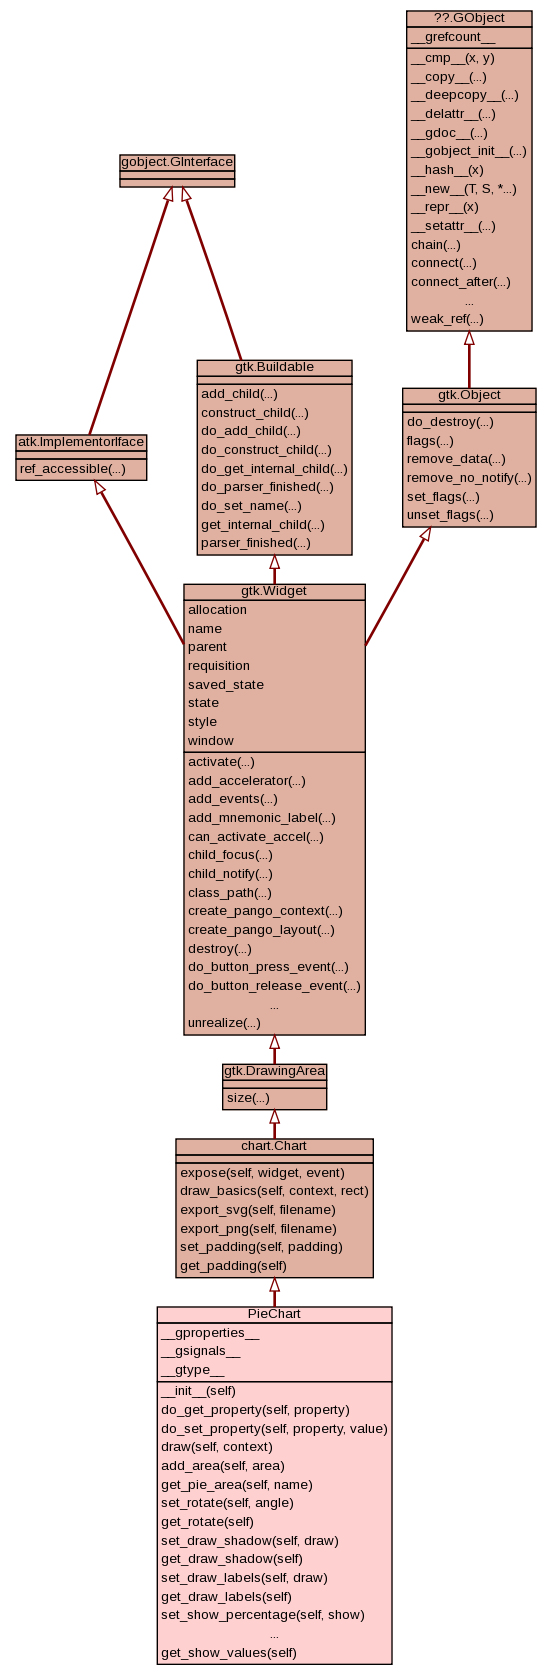 ??.GObject
__grefcount__
__cmp__(x, y)
__copy__(...)
__deepcopy__(...)
__delattr__(...)
__gdoc__(...)
__gobject_init__(...)
__hash__(x)
__new__(T, S, *...)
__repr__(x)
__setattr__(...)
chain(...)
connect(...)
connect_after(...)
...
weak_ref(...)
gobject.GInterface
gtk.Buildable
add_child(...)
construct_child(...)
do_add_child(...)
do_construct_child(...)
do_get_internal_child(...)
do_parser_finished(...)
do_set_name(...)
get_internal_child(...)
parser_finished(...)
gtk.Object
do_destroy(...)
flags(...)
remove_data(...)
remove_no_notify(...)
set_flags(...)
unset_flags(...)
atk.ImplementorIface
ref_accessible(...)
gtk.Widget
allocation
name
parent
requisition
saved_state
state
style
window
activate(...)
add_accelerator(...)
add_events(...)
add_mnemonic_label(...)
can_activate_accel(...)
child_focus(...)
child_notify(...)
class_path(...)
create_pango_context(...)
create_pango_layout(...)
destroy(...)
do_button_press_event(...)
do_button_release_event(...)
...
unrealize(...)
gtk.DrawingArea
size(...)
chart.Chart
expose(self, widget, event)
draw_basics(self, context, rect)
export_svg(self, filename)
export_png(self, filename)
set_padding(self, padding)
get_padding(self)
PieChart
__gproperties__
__gsignals__
__gtype__
__init__(self)
do_get_property(self, property)
do_set_property(self, property, value)
draw(self, context)
add_area(self, area)
get_pie_area(self, name)
set_rotate(self, angle)
get_rotate(self)
set_draw_shadow(self, draw)
get_draw_shadow(self)
set_draw_labels(self, draw)
get_draw_labels(self)
set_show_percentage(self, show)
...
get_show_values(self)